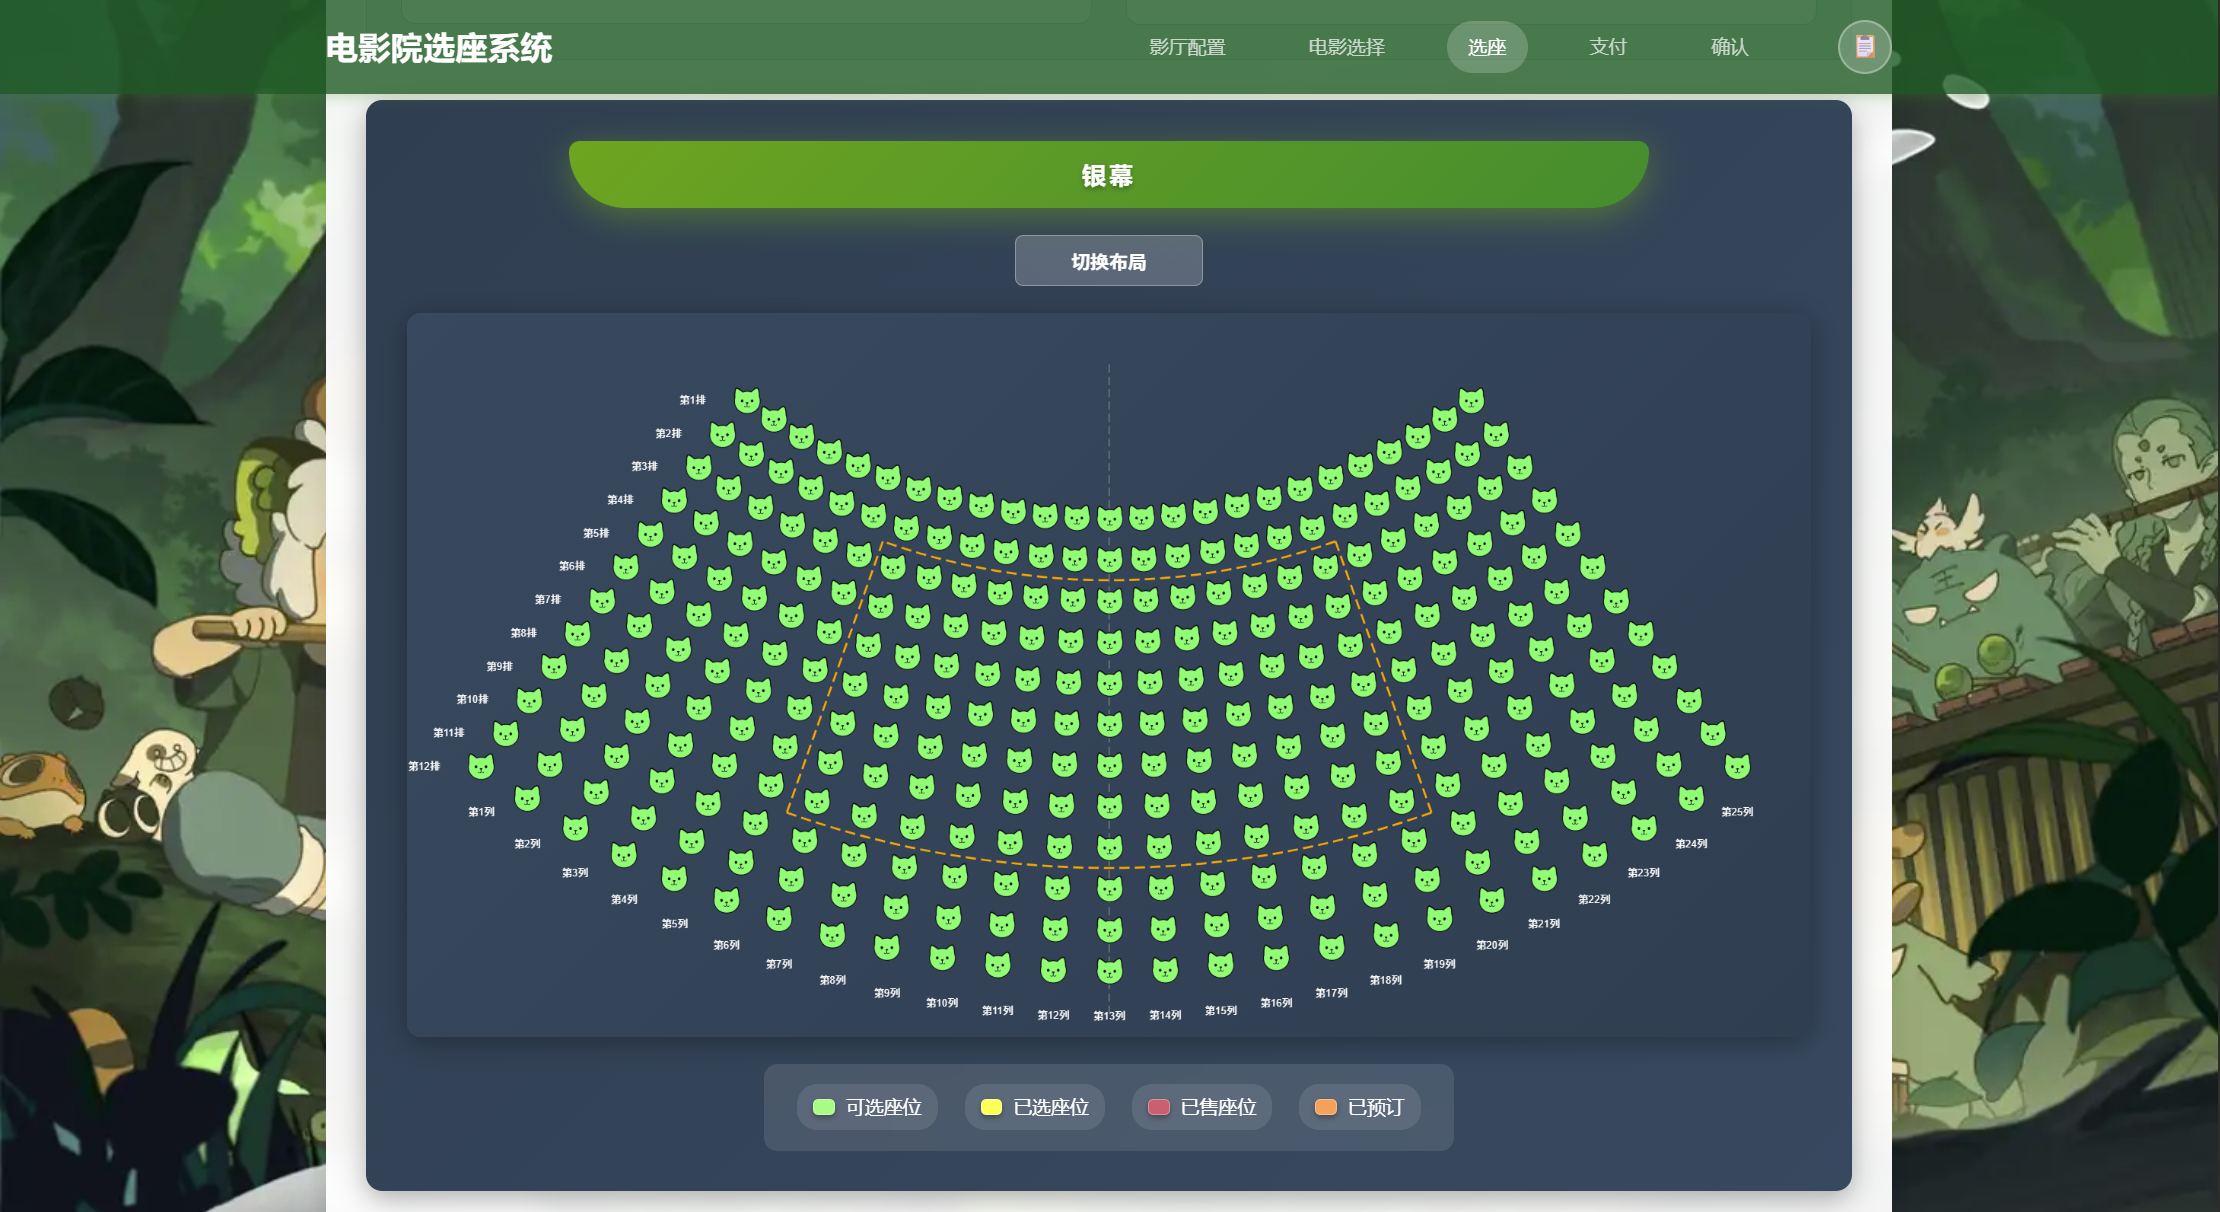 电影院选座系统
影厅配置
电影选择
选座
支付
确认
银幕
切换布局
第1排
第2排
第3排
第4排
第5排
第6排
第7排
第8排
第9排
第10排
第11排
第12排
第1列
第2列
第3列
第4列
第5列
第6列
第7列
第8列
第9列
第10列
第11列
第12列
第13列
第14列
第15列
第16列
第17列
第18列
第19列
第20列
第21列
第22列
第23列
第24列
第25列
可选座位
已选座位
已售座位
已预订